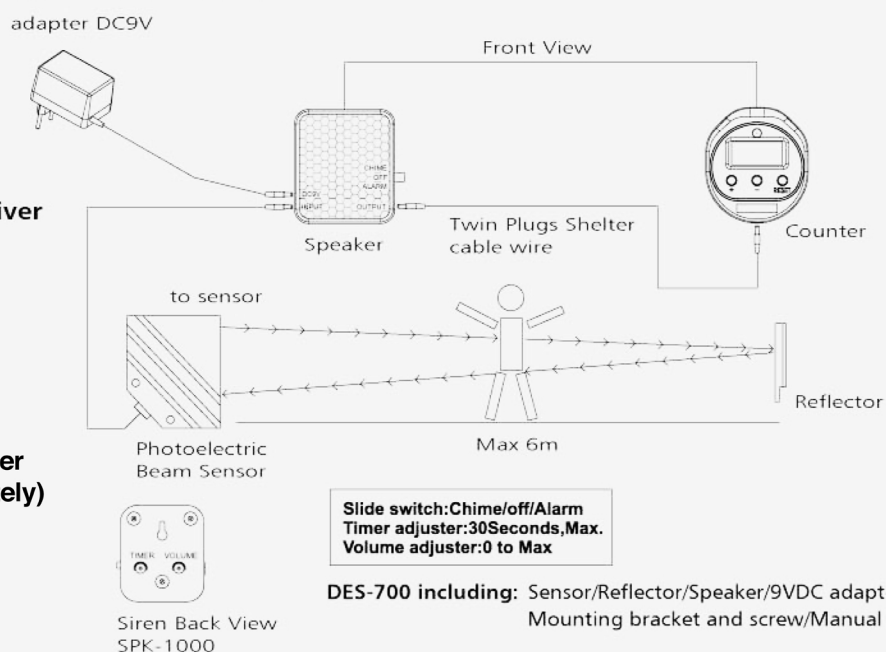 adapter DC9V
Front View
CHIME
OFF
ALARM
DC9V
INPUT OUTPUT
Speaker
+ - RESET
Counter
Twin Plugs Shelter
cable wire
iver
to sensor
Reflector
Max 6m
Photoelectric
Beam Sensor
er
ely)
Slide switch:Chime/off/Alarm
Timer adjuster:30Seconds,Max.
Volume adjuster:0 to Max
TIMER VOLUME
Siren Back View
SPK-1000
DES-700 including: Sensor/Reflector/Speaker/9VDC adapt
Mounting bracket and screw/Manual